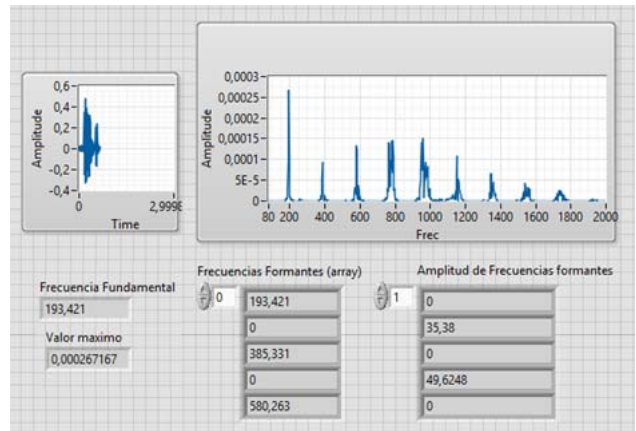 0,6
0,4
0,2
0
-0,2
-0,4
Amplitude
0
2,999E
Time
0,0003
0,00025
0,0002
0,00015
0,0001
5E-5
0
Amplitude
80 200 400 600 800 1000 1200 1400 1600 1800 2000
Frec
Frecuencia Fundamental
193,421
Valor maximo
0,000267167
Frecuencias Formantes (array)
0
193,421
0
385,331
0
580,263
Amplitud de Frecuencias formantes
1
0
35,38
0
49,6248
0